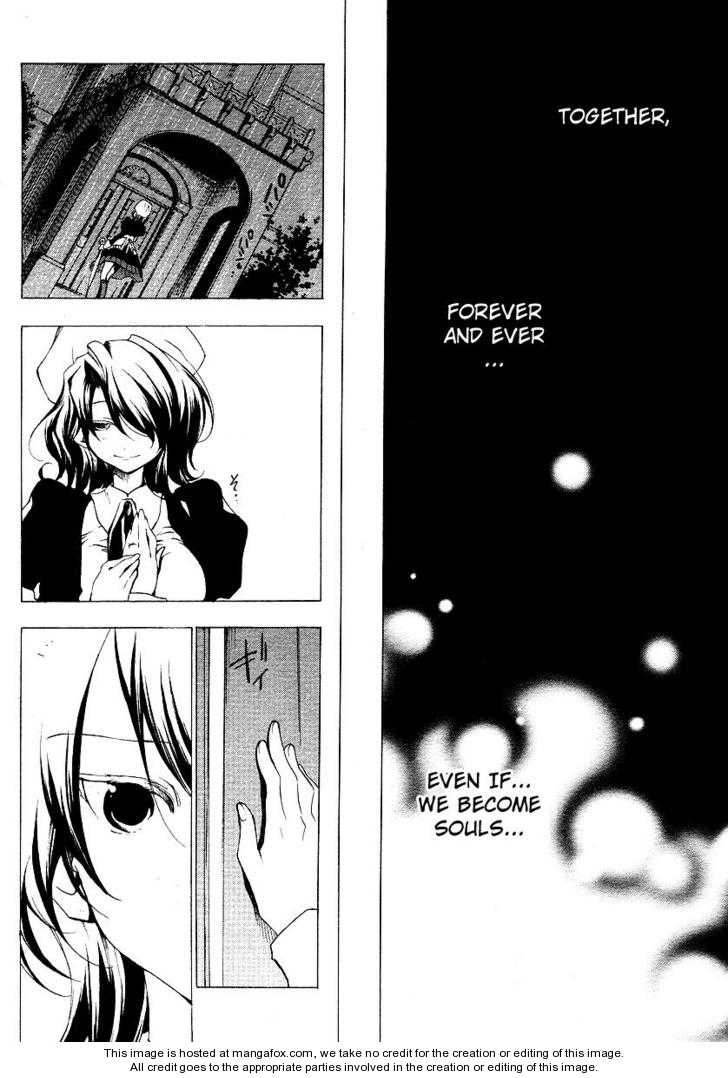 TOGETHER,
FOREVER
AND EVER
...
EVEN IF...
WE BECOME
SOULS...
ギィ
This image is hosted at mangafox.com, we take no credit for the creation or editing of this image.
All credit goes to the appropriate parties involved in the creation or editing of this image.